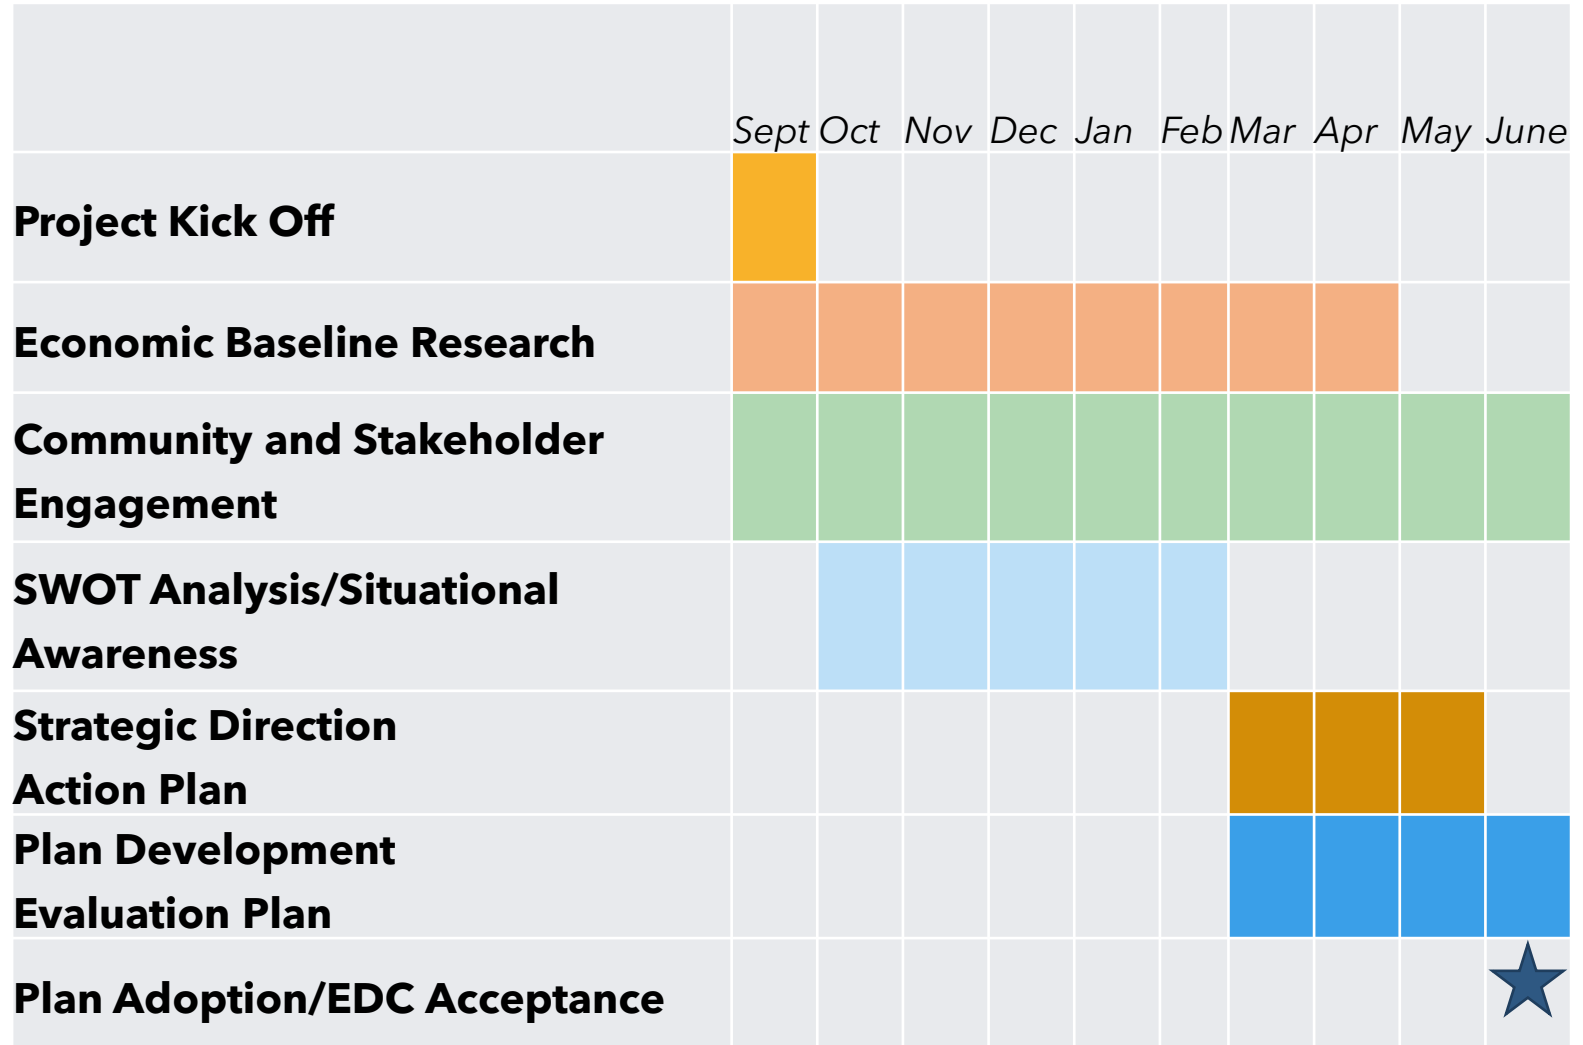 Sept Oct Nov Dec Jan Feb Mar Apr May June
Project Kick Off
Economic Baseline Research
Community and Stakeholder
Engagement
SWOT Analysis/Situational
Awareness
Strategic Direction
Action Plan
Plan Development
Evaluation Plan
Plan Adoption/EDC Acceptance